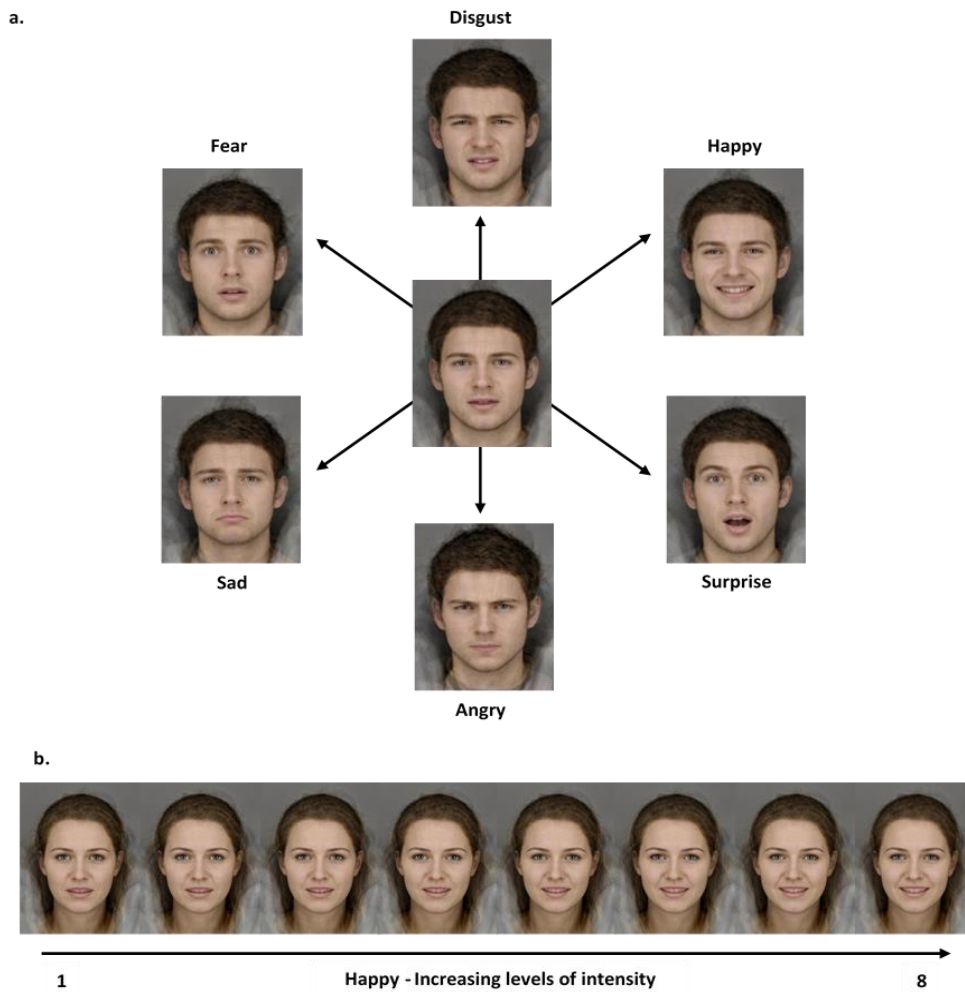 a.
Disgust
Fear
Happy
Sad
Surprise
Angry
b.
1
Happy - Increasing levels of intensity
8